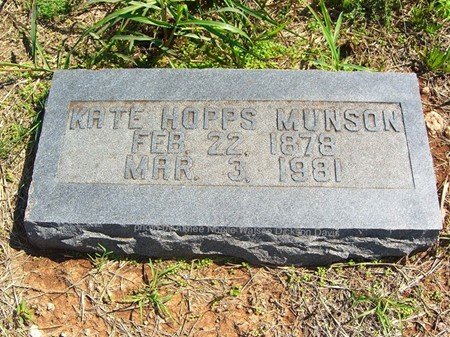 KATE HOPPS MUNSON
FEB. 22. 1878
MAR. 3. 1981